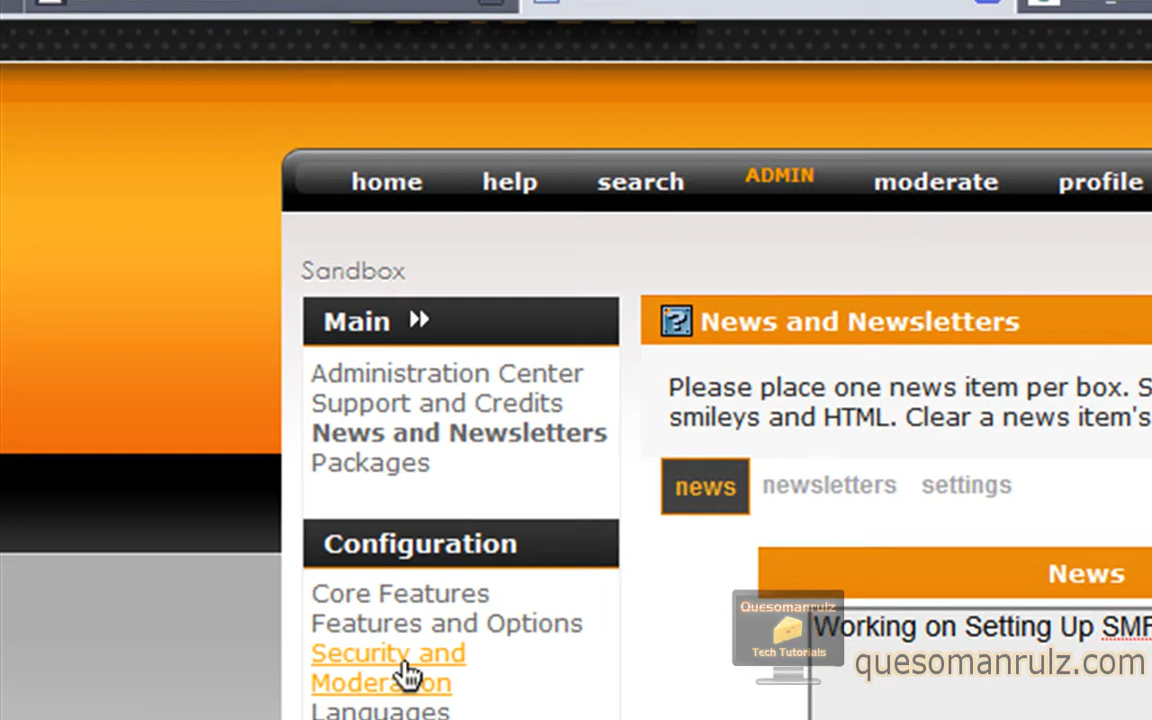 home help search ADMIN moderate profile
Sandbox
Main
Administration Center
Support and Credits
News and Newsletters
Packages
Configuration
Core Features
Features and Options
Security and
Moderation
Languages
? News and Newsletters
Please place one news item per box. S
smileys and HTML. Clear a news item's
news newsletters settings
News
Working on Setting Up SMF
Quesomanrulz
Tech Tutorials
quesomanrulz.com